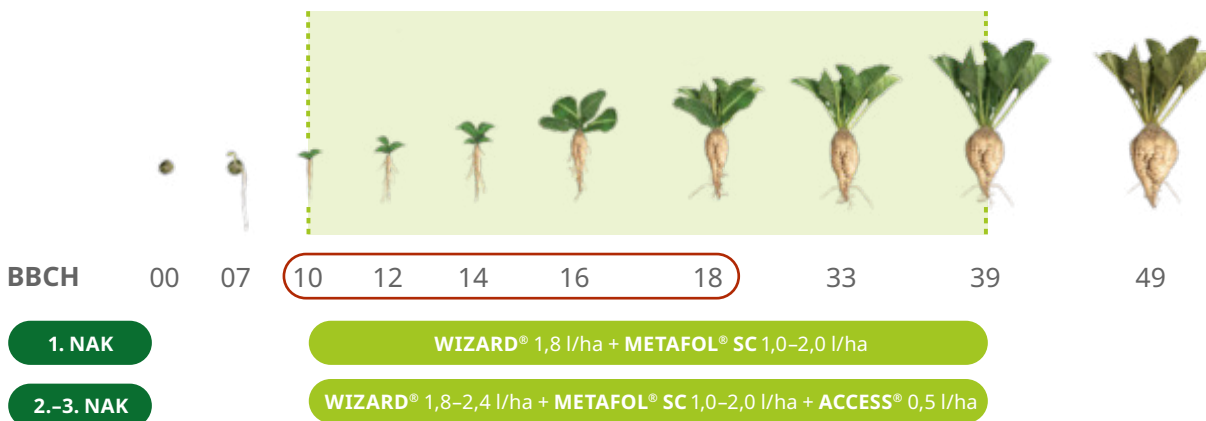 BBCH 00 07 10 12 14 16 18 33 39 49
1. NAK WIZARD® 1,8 l/ha + METAFOL® SC 1,0–2,0 l/ha
2.–3. NAK WIZARD® 1,8–2,4 l/ha + METAFOL® SC 1,0–2,0 l/ha + ACCESS® 0,5 l/ha